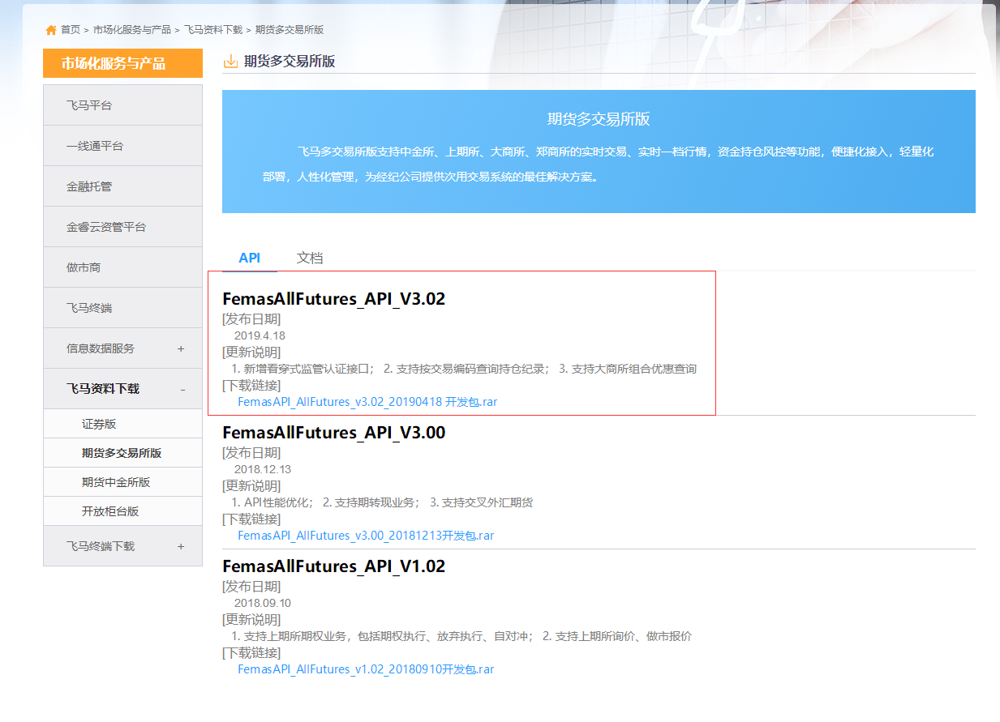 首页 > 市场化服务与产品 > 飞马资料下载 > 期货多交易所版
市场化服务与产品
飞马平台
一线通平台
金融托管
金睿云资管平台
做市商
飞马终端
信息数据服务 +
飞马资料下载 -
证券版
期货多交易所版
期货中金所版
开放柜台版
飞马终端下载 +
期货多交易所版
期货多交易所版
飞马多交易所版支持中金所、上期所、大商所、郑商所的实时交易、实时一档行情，资金持仓风控等功能，便捷化接入，轻量化
部署，人性化管理，为经纪公司提供次用交易系统的最佳解决方案。
API 文档
FemasAllFutures_API_V3.02
[发布日期]
2019.4.18
[更新说明]
1. 新增看穿式监管认证接口； 2. 支持按交易编码查询持仓纪录； 3. 支持大商所组合优惠查询
[下载链接]
FemasAPI_AllFutures_v3.02_20190418 开发包.rar
FemasAllFutures_API_V3.00
[发布日期]
2018.12.13
[更新说明]
1. API性能优化； 2. 支持期转现业务； 3. 支持交叉外汇期货
[下载链接]
FemasAPI_AllFutures_v3.00_20181213开发包.rar
FemasAllFutures_API_V1.02
[发布日期]
2018.09.10
[更新说明]
1. 支持上期所期权业务，包括期权执行、放弃执行、自对冲； 2. 支持上期所询价、做市报价
[下载链接]
FemasAPI_AllFutures_v1.02_20180910开发包.rar